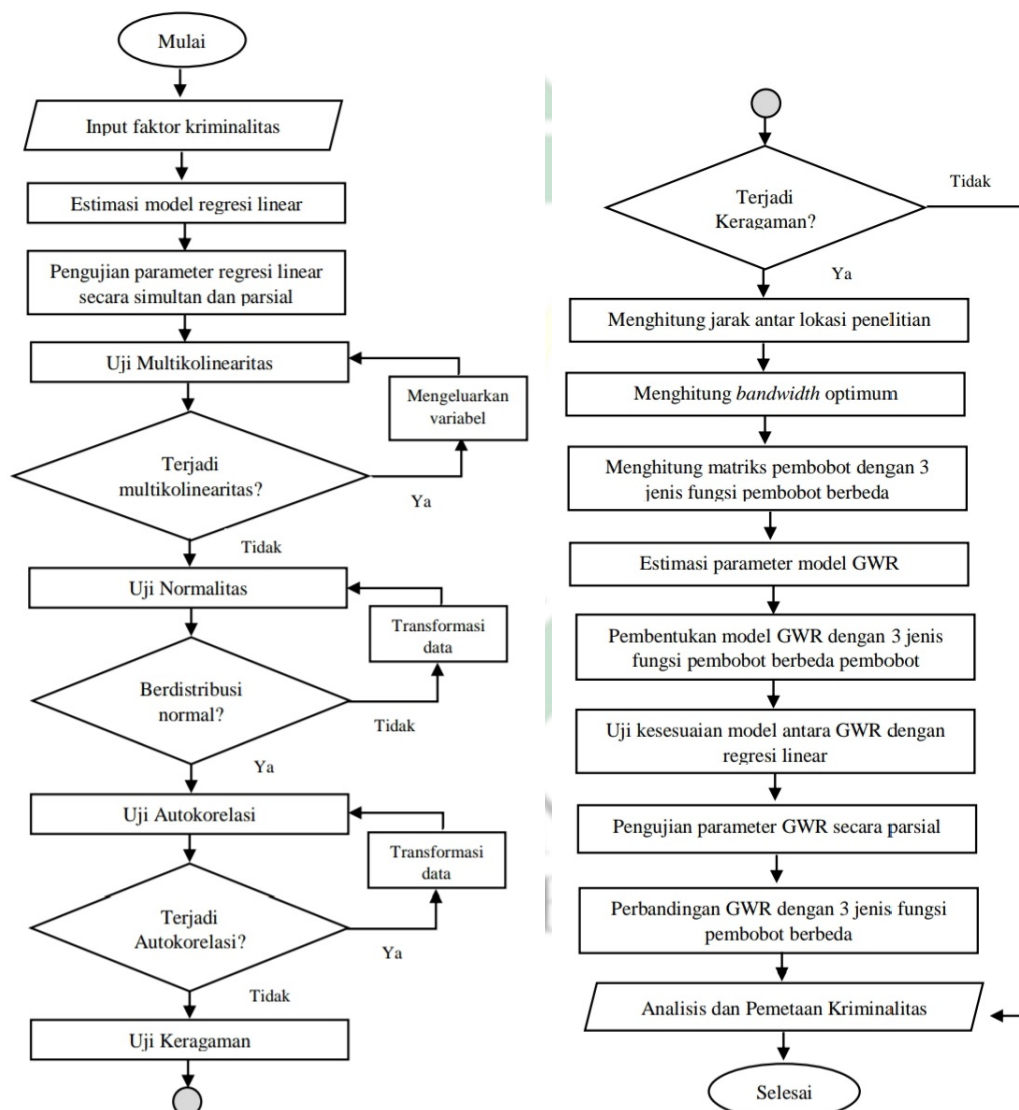 Mulai
Input faktor kriminalitas
Estimasi model regresi linear
Pengujian parameter regresi linear
secara simultan dan parsial
Uji Multikolinearitas
Mengeluarkan
variabel
Terjadi
multikolinearitas?
Ya
Tidak
Uji Normalitas
Transformasi
data
Berdistribusi
normal?
Tidak
Ya
Uji Autokorelasi
Transformasi
data
Terjadi
Autokorelasi?
Ya
Tidak
Uji Keragaman
Terjadi
Keragaman?
Tidak
Ya
Menghitung jarak antar lokasi penelitian
Menghitung bandwidth optimum
Menghitung matriks pembobot dengan 3
jenis fungsi pembobot berbeda
Estimasi parameter model GWR
Pembentukan model GWR dengan 3 jenis
fungsi pembobot berbeda pembobot
Uji kesesuaian model antara GWR dengan
regresi linear
Pengujian parameter GWR secara parsial
Perbandingan GWR dengan 3 jenis fungsi
pembobot berbeda
Analisis dan Pemetaan Kriminalitas
Selesai